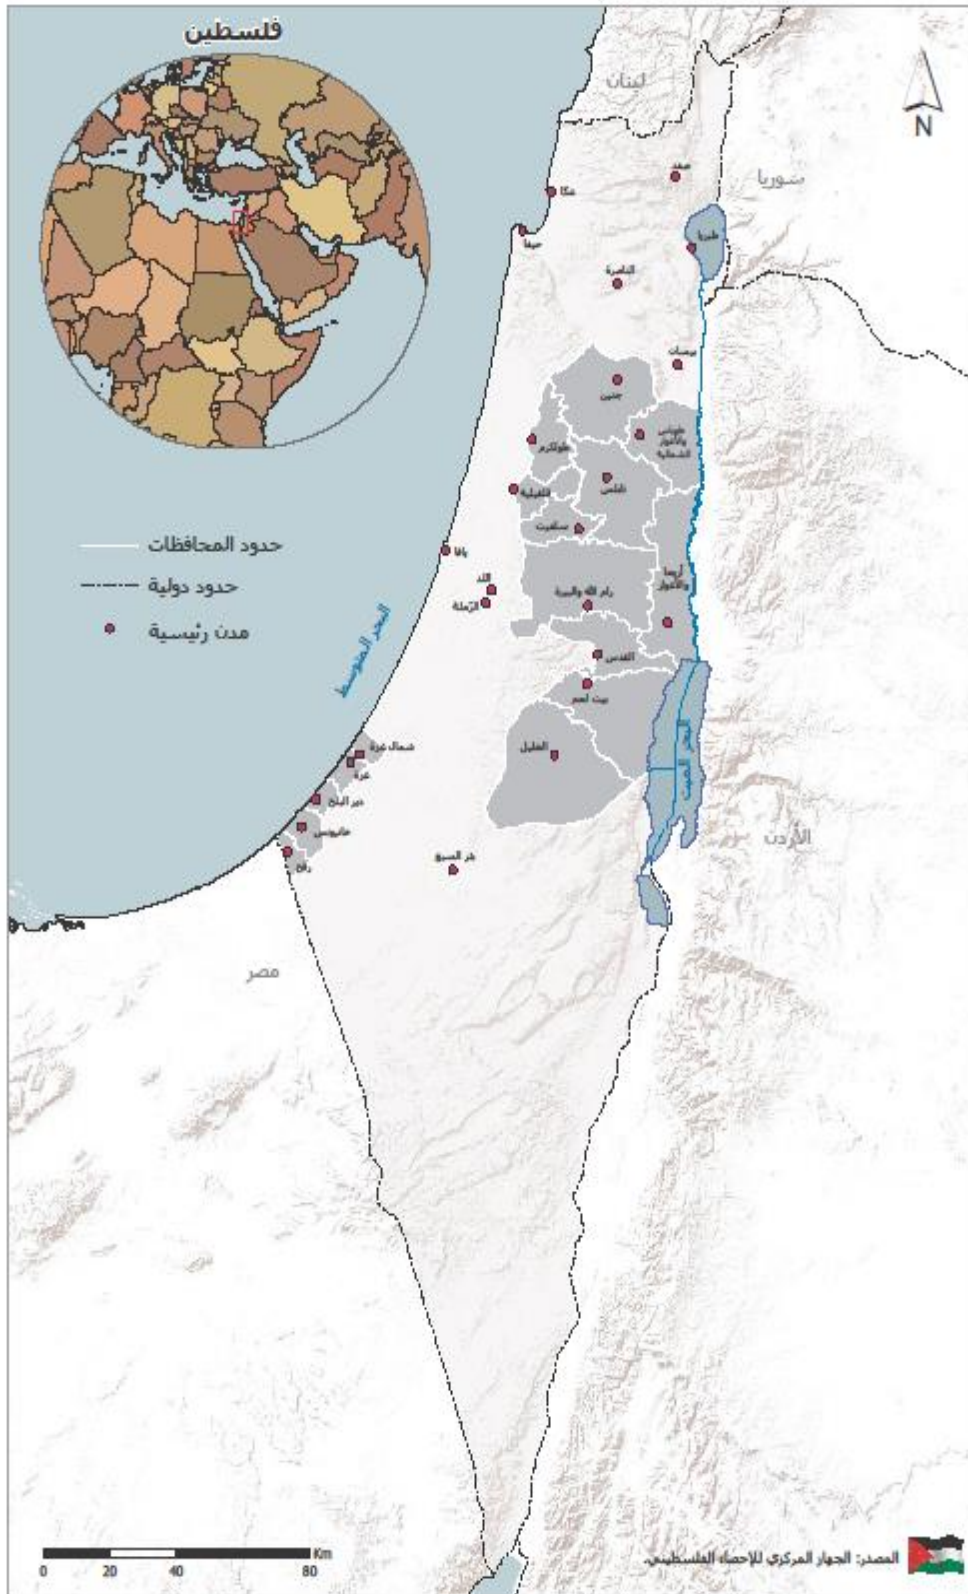 فلسطين
N
لبنان
سوريا
صفد
عكا
طبريا
حيفا
الناصرة
بيسان
جنين
طوباس
والأغوار
الشمالية
طولكرم
نابلس
قلقيلية
سلفيت
حدود المحافظات
حدود دولية
مدن رئيسية
يافا
أريحا
والأغوار
اللد
رام الله والبيرة
الرملة
البحر المتوسط
القدس
بيت لحم
شمال غزة
الخليل
غزة
البحر الميت
دير البلح
خانيونس
الأردن
رفح
بئر السبع
مصر
Km
0 20 40 80
المصدر: الجهاز المركزي للإحصاء الفلسطيني.